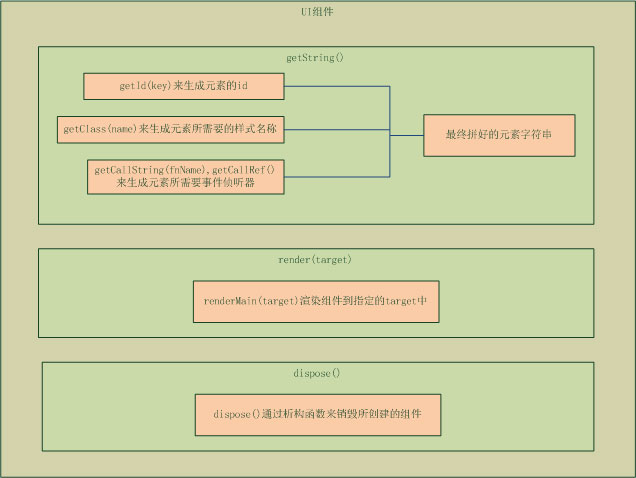 UI组件
getString()
getId(key)来生成元素的id
getClass(name)来生成元素所需要的样式名称
getCallString(fnName),getCallRef()
来生成元素所需要事件侦听器
最终拼好的元素字符串
render(target)
renderMain(target)渲染组件到指定的target中
dispose()
dispose()通过析构函数来销毁所创建的组件